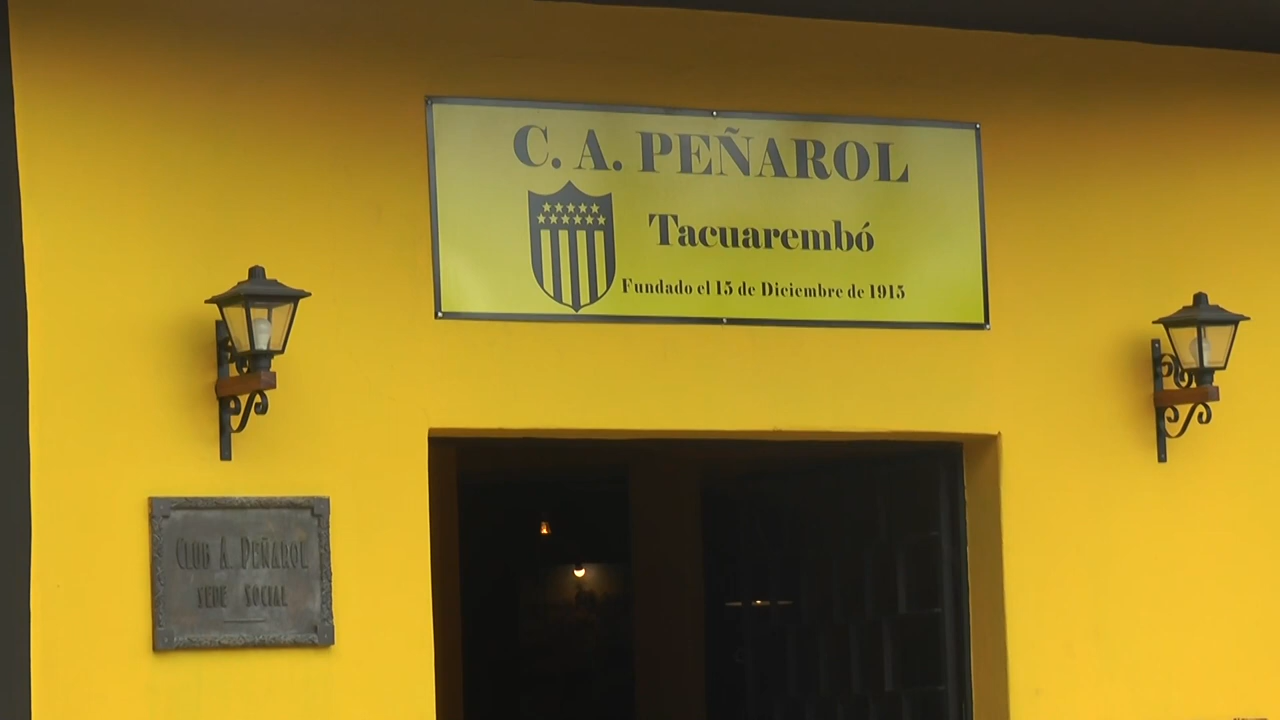 C. A. PEÑAROL
Tacuarembó
Fundado el 15 de Diciembre de 1915
CLUB A. PEÑAROL
SEDE SOCIAL